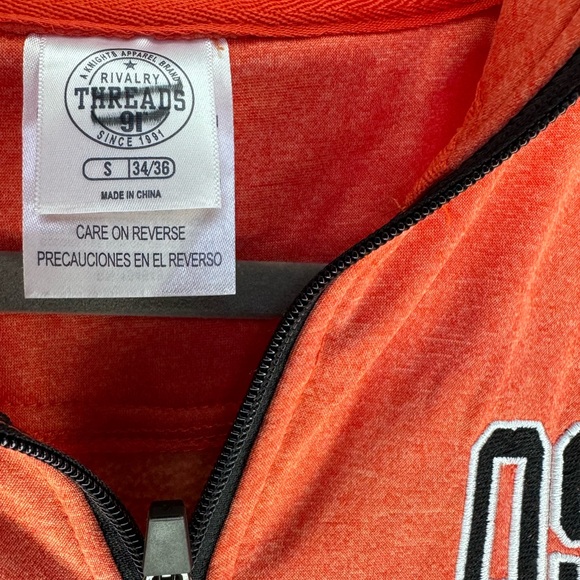 A KNIGHTS APPAREL BRAND
RIVALRY
THREADS
91
SINCE 1991
S 34/36
MADE IN CHINA
CARE ON REVERSE
PRECAUCIONES EN EL REVERSO